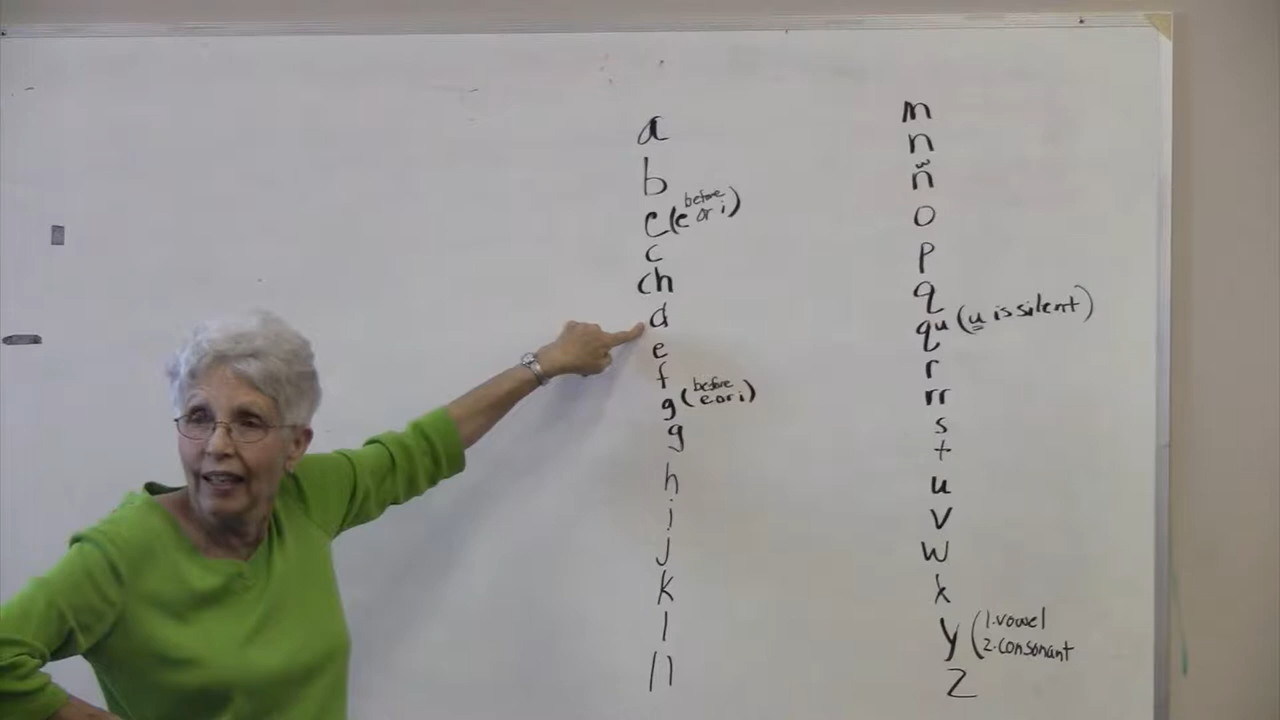 a
b
c (before e or i)
c
ch
d
e
f
g (before e or i)
g
h
i
j
k
l
ll
m
n
ñ
o
p
q
qu (u is silent)
r
rr
s
t
u
v
w
x
y (1. vowel
2. consonant
z